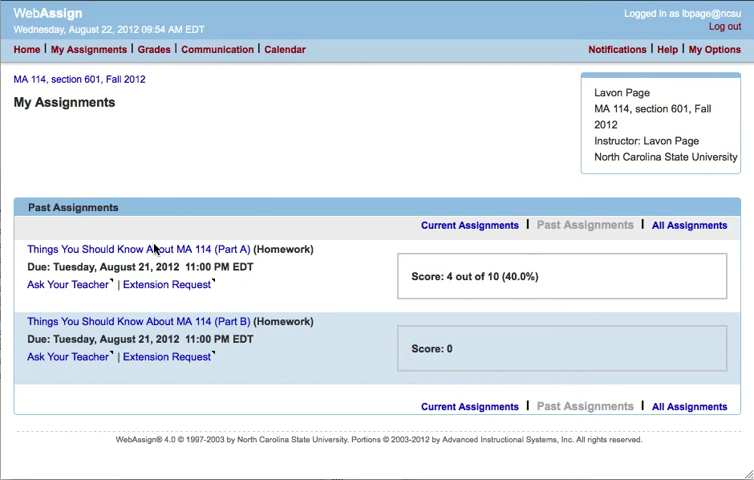 WebAssign
Logged in as lbpage@ncsu
Wednesday, August 22, 2012 09:54 AM EDT
Log out
Home | My Assignments | Grades | Communication | Calendar
Notifications | Help | My Options
MA 114, section 601, Fall 2012
My Assignments
Lavon Page
MA 114, section 601, Fall
2012
Instructor: Lavon Page
North Carolina State University
Past Assignments
Current Assignments | Past Assignments | All Assignments
Things You Should Know About MA 114 (Part A) (Homework)
Due: Tuesday, August 21, 2012 11:00 PM EDT
Ask Your Teacher | Extension Request
Score: 4 out of 10 (40.0%)
Things You Should Know About MA 114 (Part B) (Homework)
Due: Tuesday, August 21, 2012 11:00 PM EDT
Ask Your Teacher | Extension Request
Score: 0
Current Assignments | Past Assignments | All Assignments
WebAssign® 4.0 © 1997-2003 by North Carolina State University. Portions © 2003-2012 by Advanced Instructional Systems, Inc. All rights reserved.